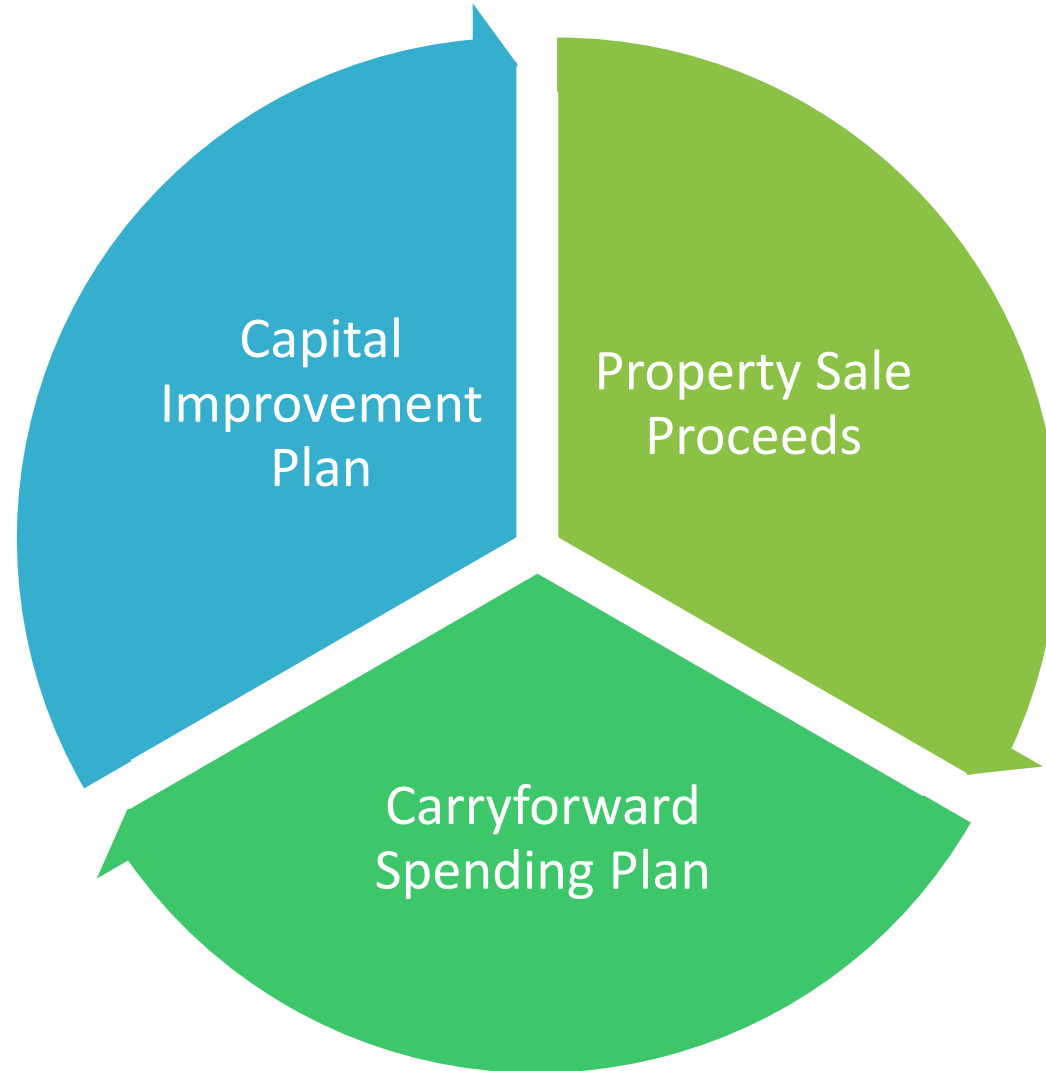 Capital
Improvement
Plan
Property Sale
Proceeds
Carryforward
Spending Plan